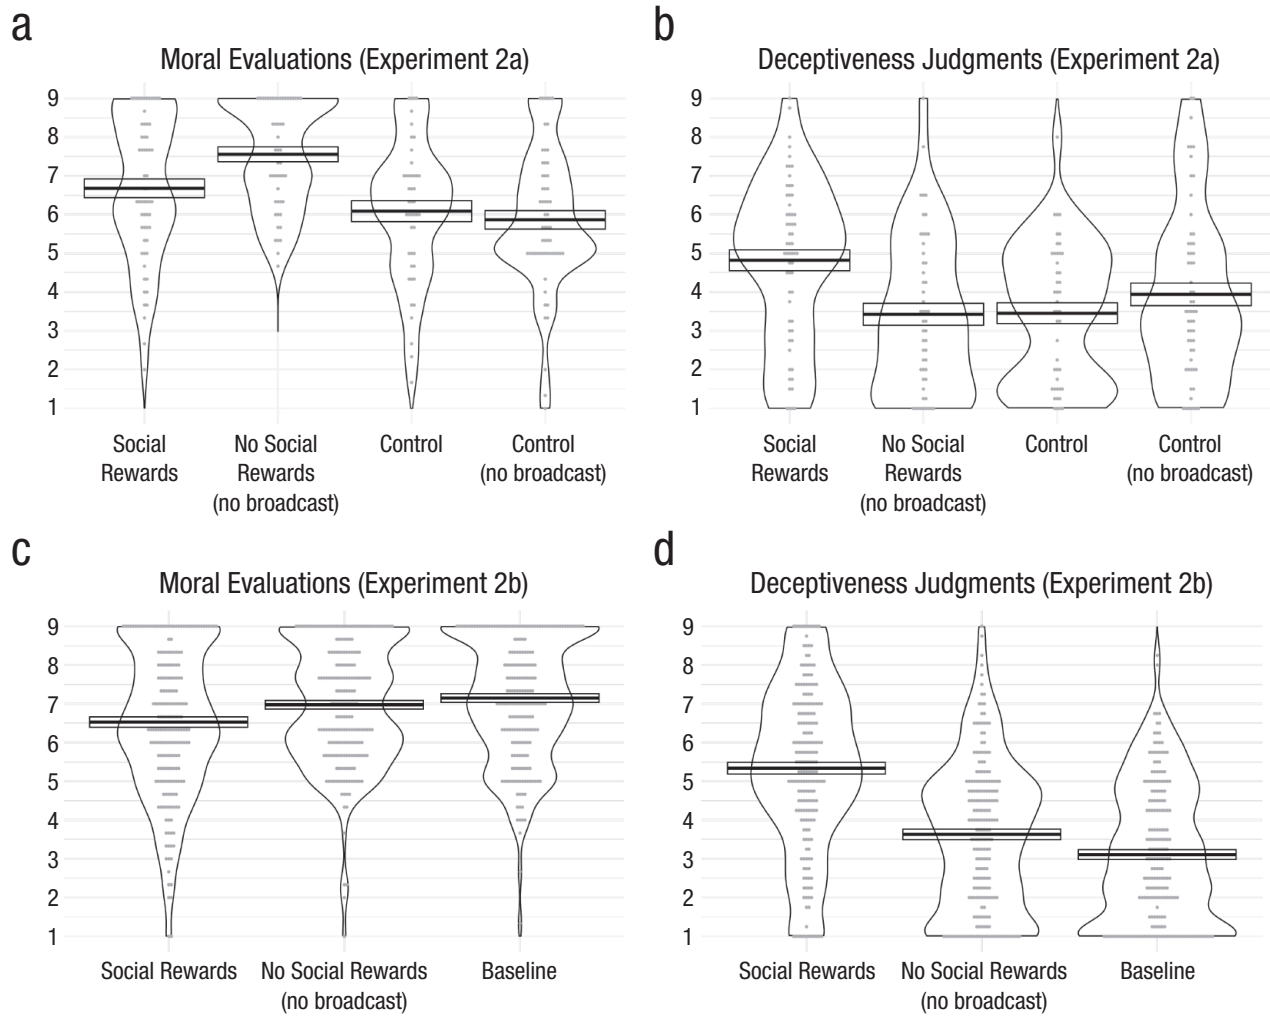 a
Moral Evaluations (Experiment 2a)
9
8
7
6
5
4
3
2
1
Social
Rewards
No Social
Rewards
(no broadcast)
Control
Control
(no broadcast)
b
Deceptiveness Judgments (Experiment 2a)
9
8
7
6
5
4
3
2
1
Social
Rewards
No Social
Rewards
(no broadcast)
Control
Control
(no broadcast)
c
Moral Evaluations (Experiment 2b)
9
8
7
6
5
4
3
2
1
Social Rewards
No Social Rewards
(no broadcast)
Baseline
d
Deceptiveness Judgments (Experiment 2b)
9
8
7
6
5
4
3
2
1
Social Rewards
No Social Rewards
(no broadcast)
Baseline